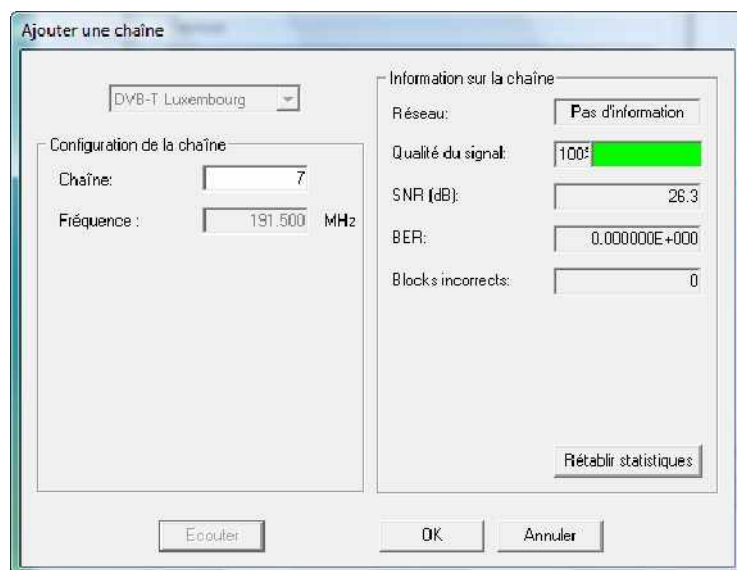 Ajouter une chaîne
DVB-T Luxembourg
Configuration de la chaîne
Chaîne: 7
Fréquence : 191.500 MHz
Information sur la chaîne
Réseau: Pas d'information
Qualité du signal: 100%
SNR (dB): 26.3
BER: 0.000000E+000
Blocks incorrects: 0
Rétablir statistiques
Ecouter OK Annuler